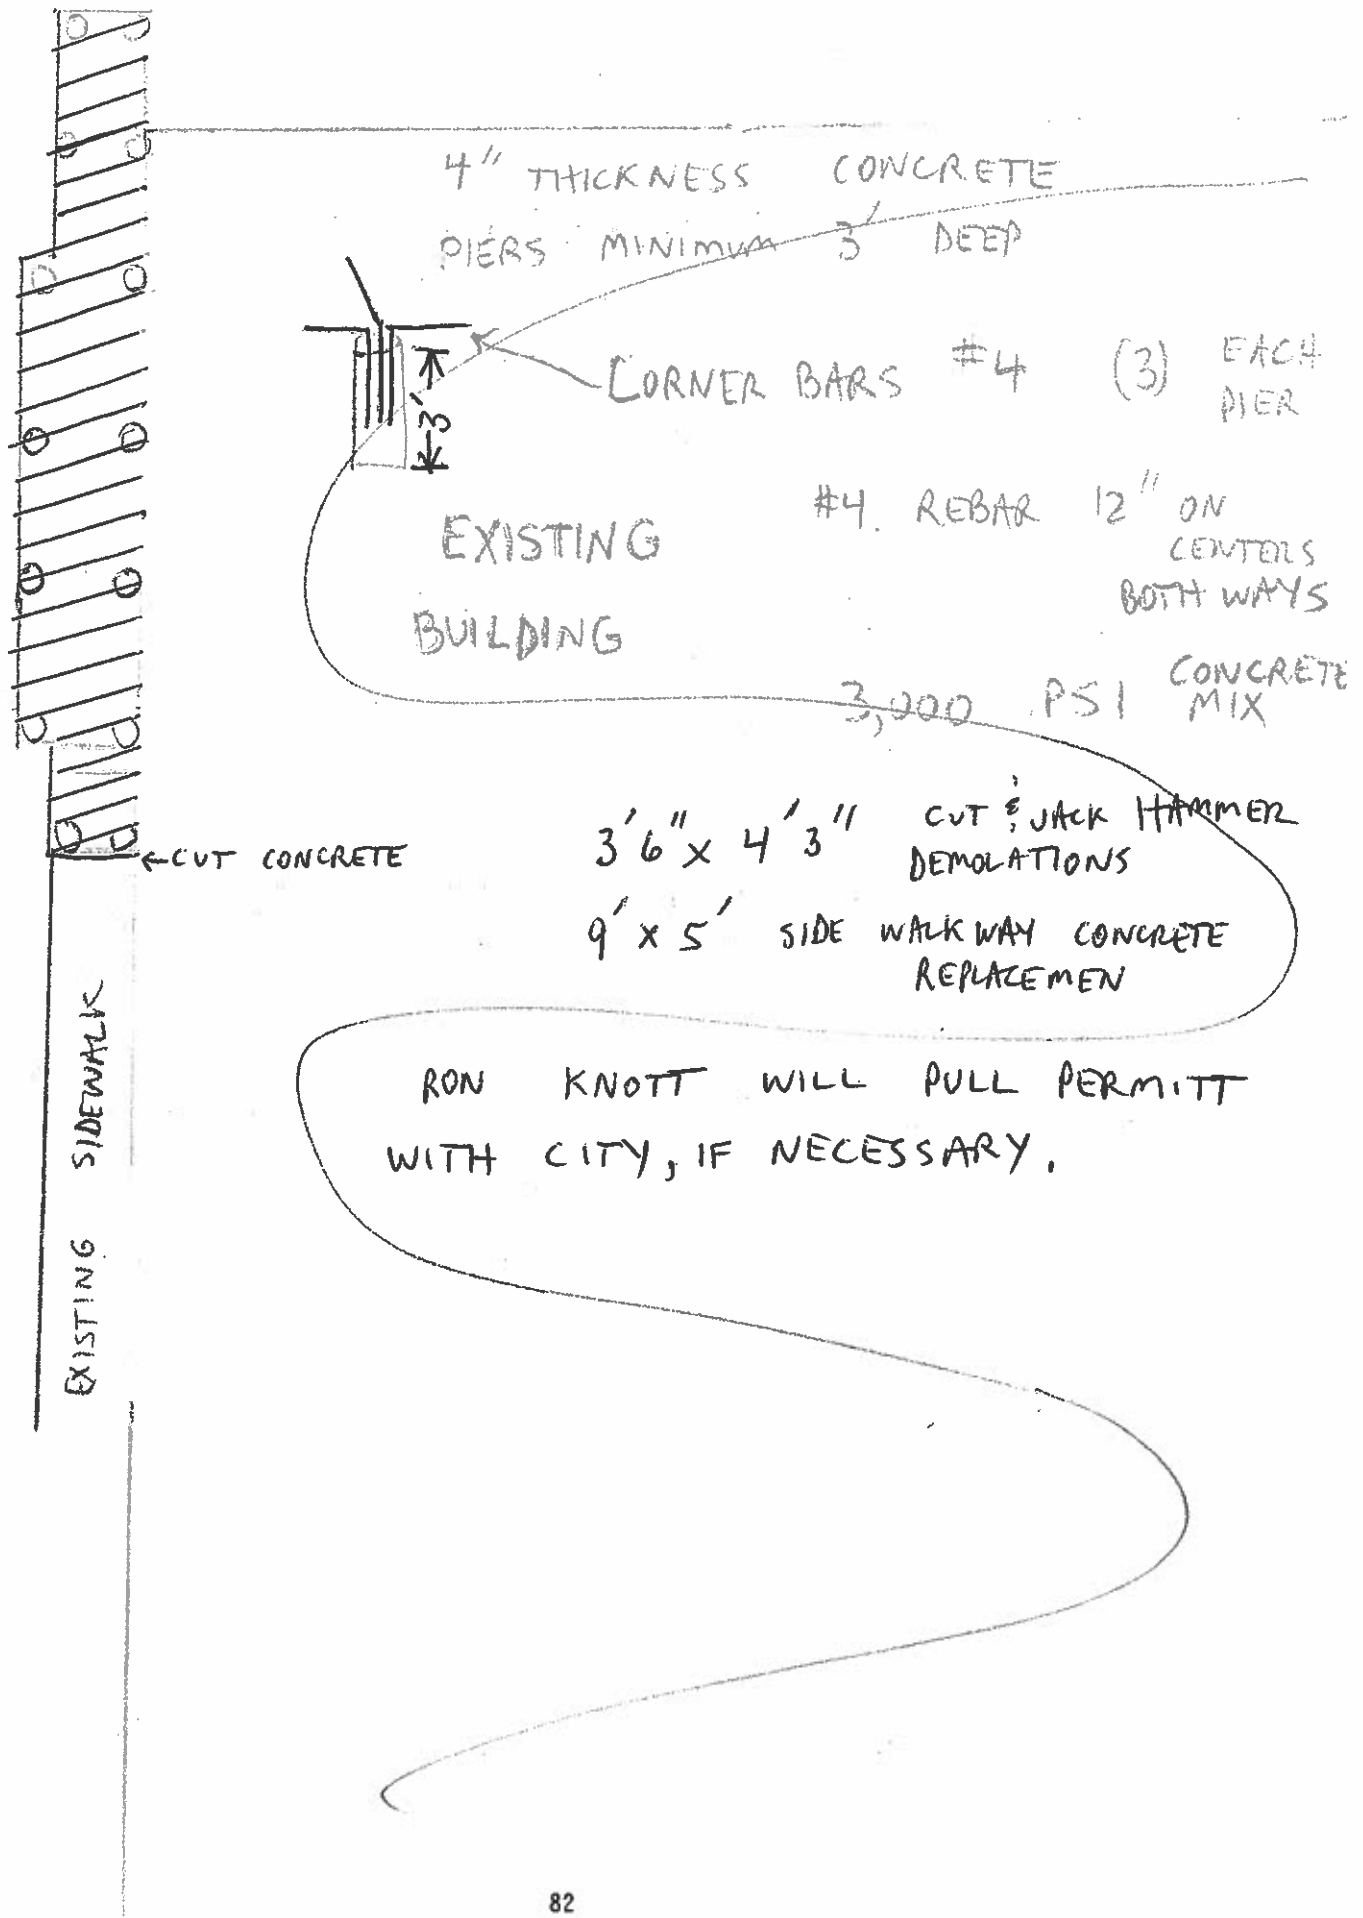 4" THICKNESS CONCRETE
PIERS MINIMUM 3' DEEP
3'
CORNER BARS #4 (3) EACH
PIER
#4 REBAR 12" ON
CENTERS
BOTH WAYS
EXISTING
BUILDING
3,000 PSI CONCRETE
MIX
3'6" x 4'3" CUT & JACK HAMMER
DEMOLATIONS
←CUT CONCRETE
9' x 5' SIDE WALKWAY CONCRETE
REPLACEMEN
RON KNOTT WILL PULL PERMITT
WITH CITY, IF NECESSARY.
EXISTING SIDEWALK
82